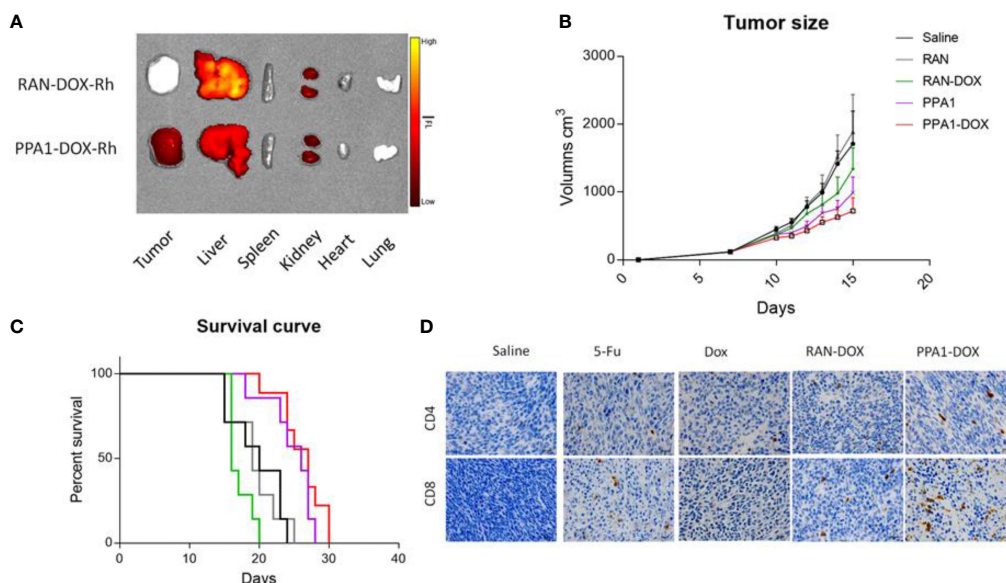 A
RAN-DOX-Rh
PPA1-DOX-Rh
High
FL
Low
Tumor
Liver
Spleen
Kidney
Heart
Lung
B
Tumor size
Volumns cm3
3000
2000
1000
0
0
5
10
15
20
Days
Saline
RAN
RAN-DOX
PPA1
PPA1-DOX
C
Survival curve
Percent survival
100
50
0
0
10
20
30
40
Days
D
Saline
5-Fu
Dox
RAN-DOX
PPA1-DOX
CD4
CD8